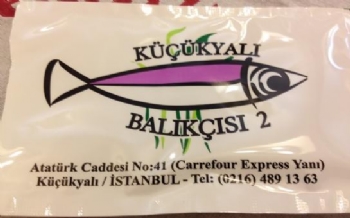 KÜÇÜKYALI
BALIKÇISI 2
Atatürk Caddesi No:41 (Carrefour Express Yanı)
Küçükyalı / İSTANBUL - Tel: (0216) 489 13 63